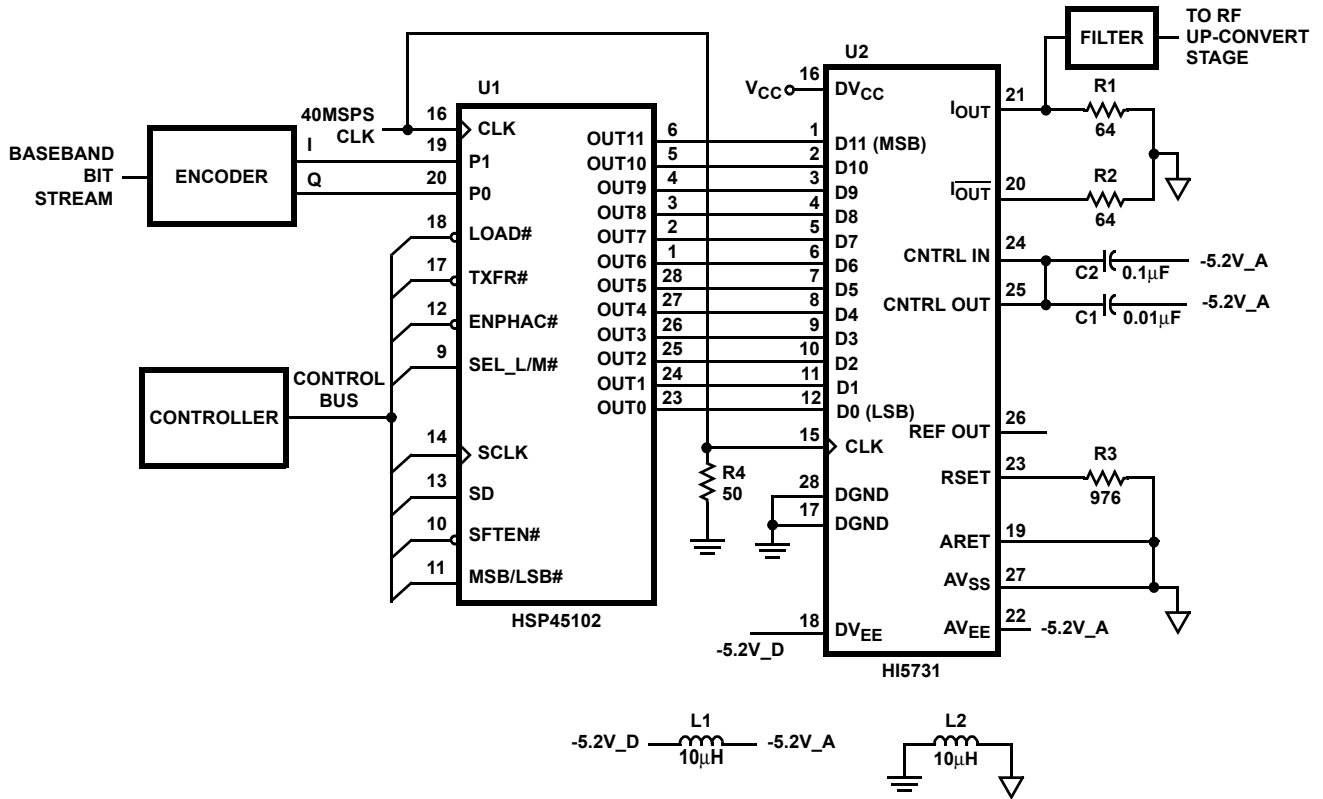 TO RF
UP-CONVERT
STAGE
FILTER
U2
U1
VCC
16
DVCC
IOUT
21
R1
64
40MSPS
CLK
16
CLK
BASEBAND
BIT
STREAM
ENCODER
I
19
P1
Q
20
P0
OUT11
6
1
D11 (MSB)
OUT10
5
2
D10
OUT9
4
3
D9
OUT8
3
4
D8
OUT7
2
5
D7
OUT6
1
6
D6
OUT5
28
7
D5
OUT4
27
8
D4
OUT3
26
9
D3
OUT2
25
10
D2
OUT1
24
11
D1
OUT0
23
12
D0 (LSB)
IOUT
20
R2
64
18
LOAD#
17
TXFR#
12
ENPHAC#
9
SEL_L/M#
CNTRL IN
24
C2
0.1μF
-5.2V_A
CNTRL OUT
25
C1
0.01μF
-5.2V_A
CONTROLLER
CONTROL
BUS
14
SCLK
13
SD
10
SFTEN#
11
MSB/LSB#
HSP45102
15
CLK
R4
50
28
DGND
17
DGND
REF OUT
26
RSET
23
R3
976
ARET
19
AVSS
27
18
DVEE
-5.2V_D
AVEE
22
-5.2V_A
HI5731
-5.2V_D
L1
10μH
-5.2V_A
L2
10μH